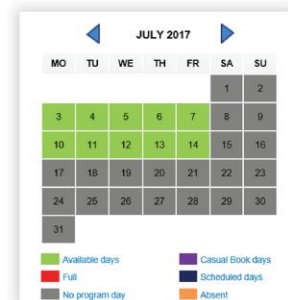 JULY 2017
MO TU WE TH FR SA SU
1 2
3 4 5 6 7 8 9
10 11 12 13 14 15 16
17 18 19 20 21 22 23
24 25 26 27 28 29 30
31
Available days Casual Book days
Full Scheduled days
No program day Absent